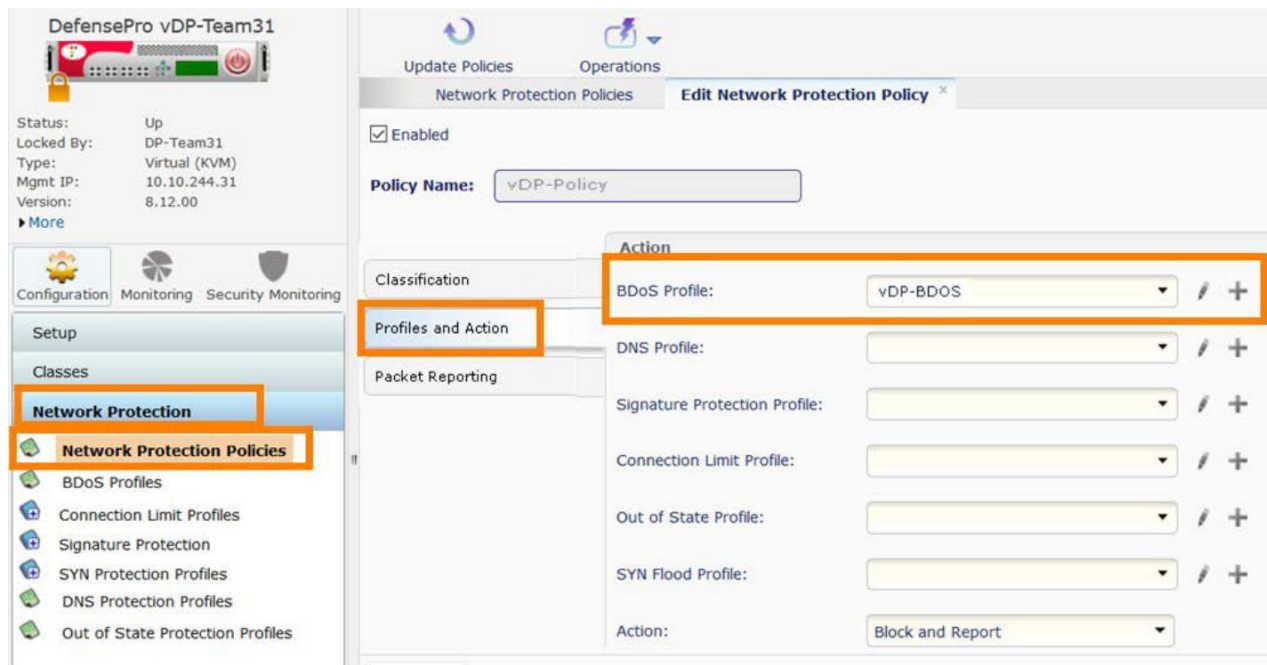 DefensePro vDP-Team31
Status: Up
Locked By: DP-Team31
Type: Virtual (KVM)
Mgmt IP: 10.10.244.31
Version: 8.12.00
More
Configuration Monitoring Security Monitoring
Setup
Classes
Network Protection
Network Protection Policies
BDoS Profiles
Connection Limit Profiles
Signature Protection
SYN Protection Profiles
DNS Protection Profiles
Out of State Protection Profiles
Update Policies Operations
Network Protection Policies Edit Network Protection Policy
Enabled
Policy Name: vDP-Policy
Classification
Profiles and Action
Packet Reporting
Action
BDoS Profile: vDP-BDOS
DNS Profile:
Signature Protection Profile:
Connection Limit Profile:
Out of State Profile:
SYN Flood Profile:
Action: Block and Report